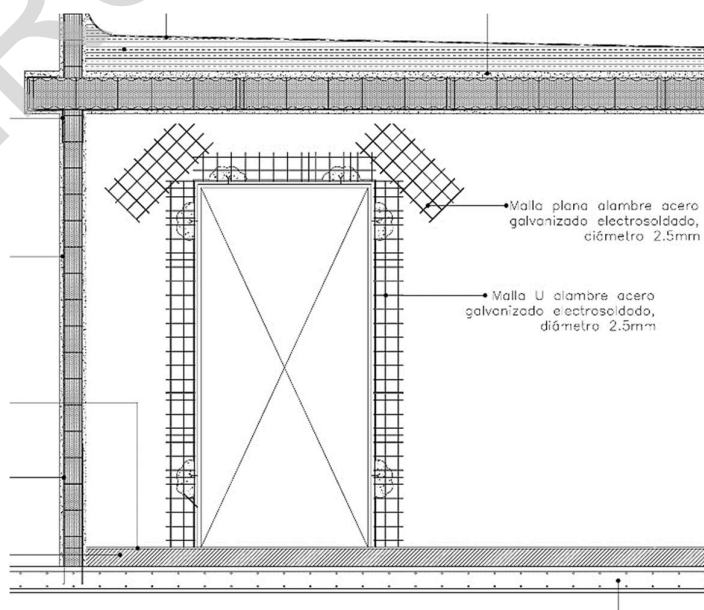 Malla plana alambre acero
galvanizado electrosoldado,
diámetro 2.5mm
Malla U alambre acero
galvanizado electrosoldado,
diámetro 2.5mm